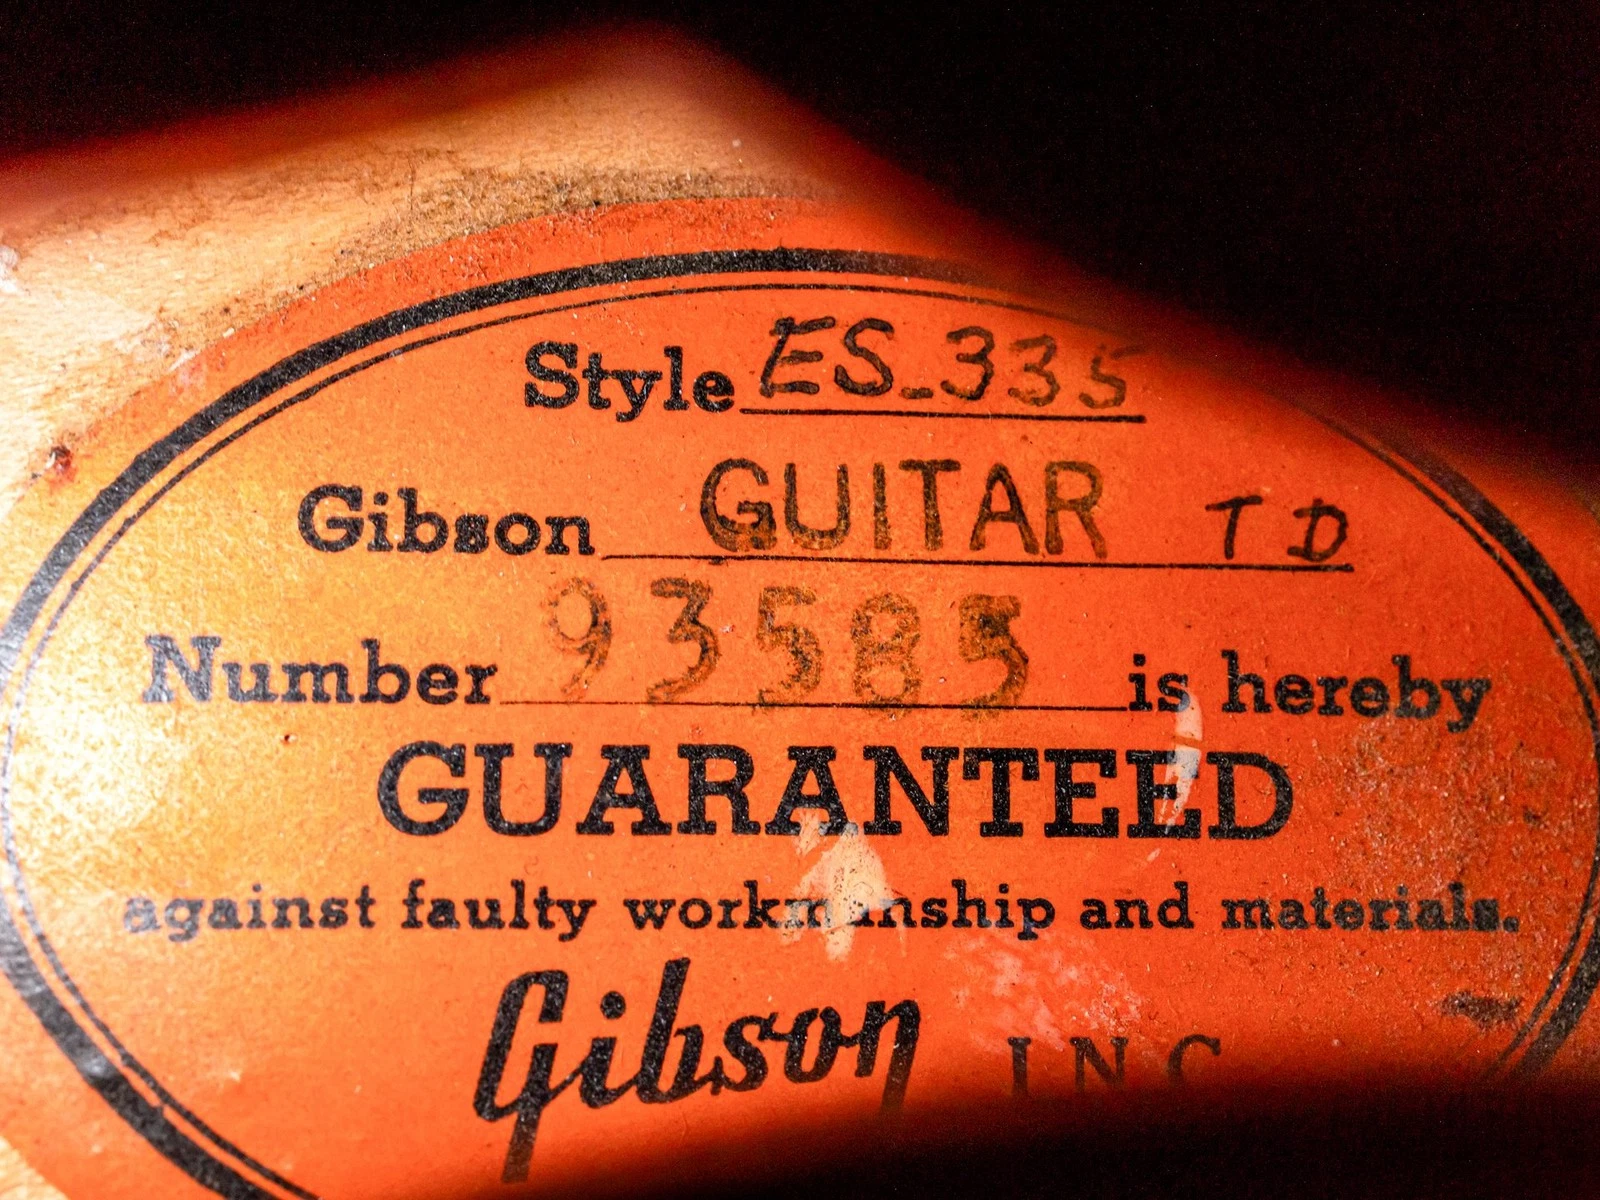 Style ES-335
Gibson GUITAR TD
Number 93585 is hereby
GUARANTEED
against faulty workmanship and materials.
Gibson INC